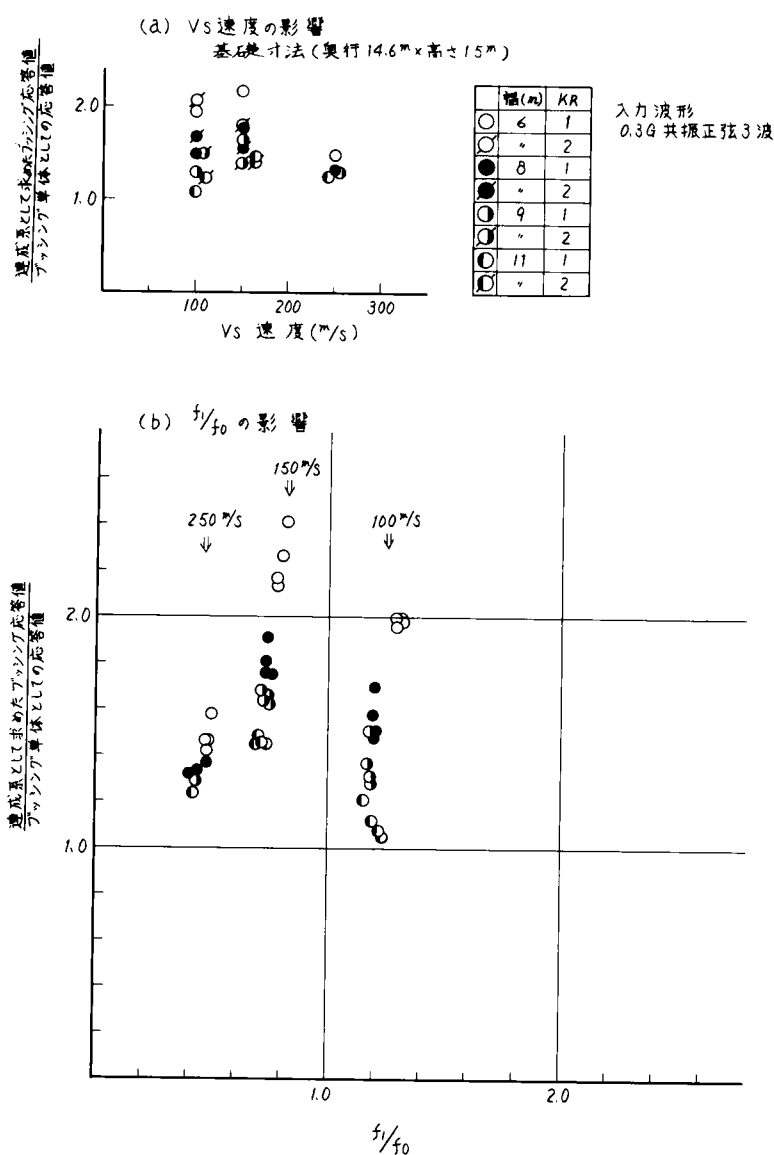 (a) Vs速度の影響
基礎寸法(奥行14.6m×高さ1.5m)
連成系として求めたブッシング応答値
ブッシング単体としての応答値
2.0
1.0
100 200 300
Vs 速度(m/s)
幅(m) KR
6 1
〃 2
8 1
〃 2
9 1
〃 2
11 1
〃 2
入力波形
0.3G共振正弦3波
(b) f1/f0 の影響
150m/s
250m/s
100m/s
連成系として求めたブッシング応答値
ブッシング単体としての応答値
2.0
1.0
1.0 2.0
f1/f0